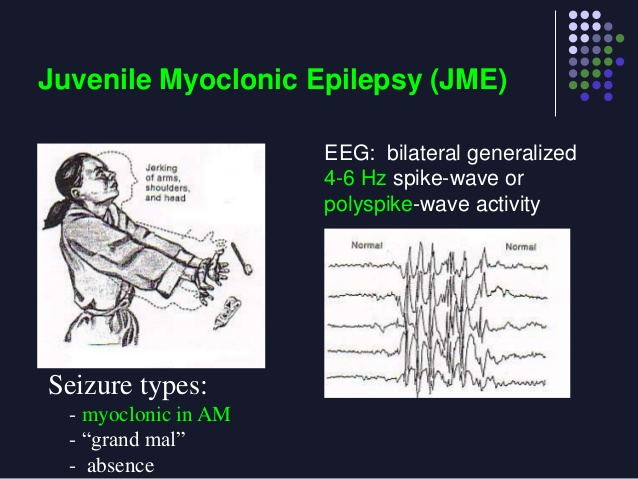 Juvenile Myoclonic Epilepsy (JME)
Jerking
of arms,
shoulders,
and head
EEG:  bilateral generalized
4-6 Hz spike-wave or
polyspike-wave activity
Normal
Normal
Seizure types:
- myoclonic in AM
- “grand mal”
-  absence